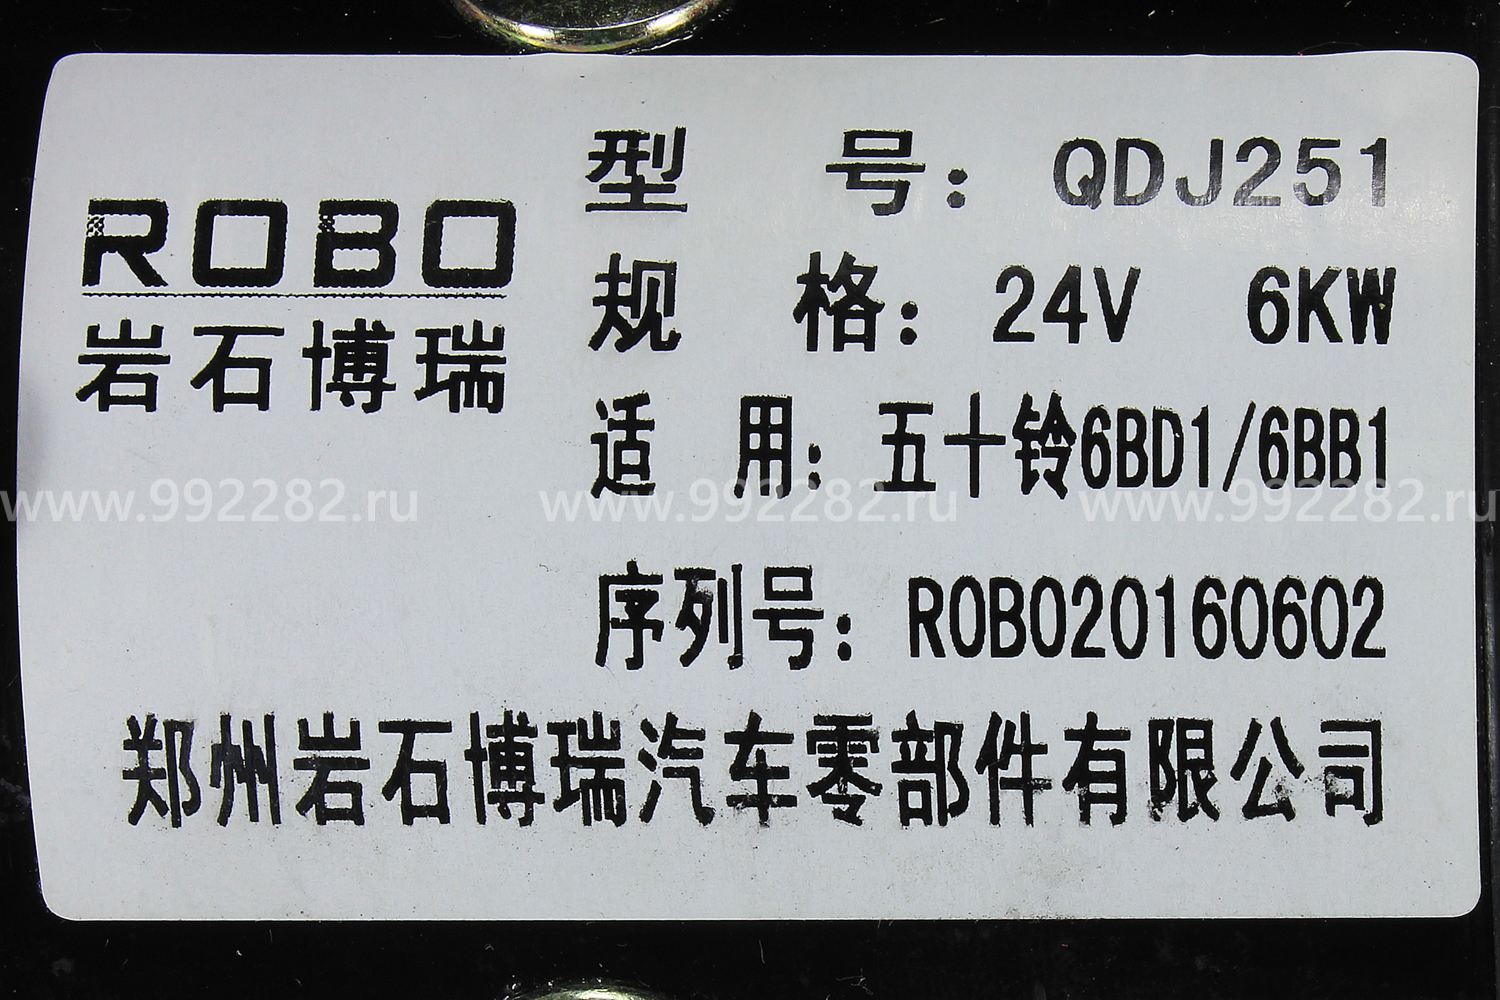 ROBO
岩石博瑞
型 号: QDJ251
规 格: 24V 6KW
适 用: 五十铃6BD1/6BB1
www.992282.ru www.992282.ru www.992282.ru
序列号: ROBO20160602
郑州岩石博瑞汽车零部件有限公司